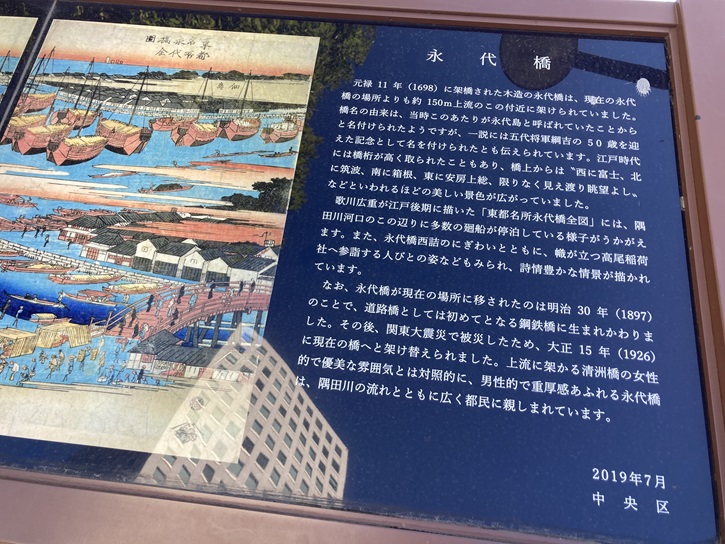 東都名所永代橋全圖
佃嶋
永代橋
元禄11年(1698)に架橋された木造の永代橋は、現在の永代
橋の場所よりも約150m上流のこの付近に架けられていました。
橋名の由来は、当時このあたりが永代島と呼ばれていたことから
と名付けられたようですが、一説には五代将軍綱吉の50歳を迎
えた記念として名を付けられたとも伝えられています。江戸時代
には橋桁が高く取られたこともあり、橋上からは〝西に富士、北
に筑波、南に箱根、東に安房上総、限りなく見え渡り眺望よし〟
などといわれるほどの美しい景色が広がっていました。
歌川広重が江戸後期に描いた「東都名所永代橋全図」には、隅
田川河口のこの辺りに多数の廻船が停泊している様子がうかがえ
ます。また、永代橋西詰のにぎわいとともに、幟が立つ高尾稲荷
社へ参詣する人びとの姿などもみられ、詩情豊かな情景が描かれ
ています。
なお、永代橋が現在の場所に移されたのは明治30年(1897)
のことで、道路橋としては初めてとなる鋼鉄橋に生まれかわりま
した。その後、関東大震災で被災したため、大正15年(1926)
に現在の橋へと架け替えられました。上流に架かる清洲橋の女性
的で優美な雰囲気とは対照的に、男性的で重厚感あふれる永代橋
は、隅田川の流れとともに広く都民に親しまれています。
2019年7月
中央区